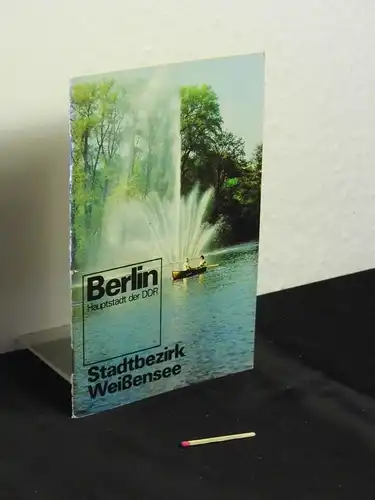 Berlin
Hauptstadt der DDR
Stadtbezirk
Weißensee